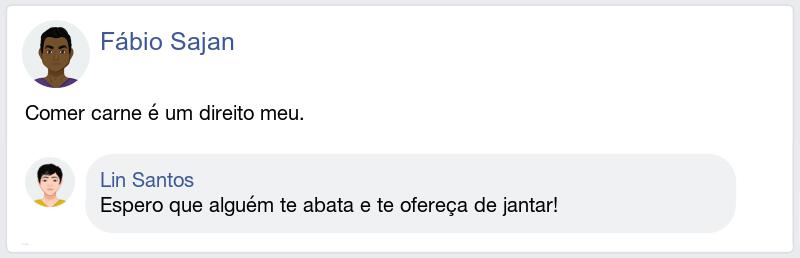 Fábio Sajan
Comer carne é um direito meu.
Lin Santos
Espero que alguém te abata e te ofereça de jantar!